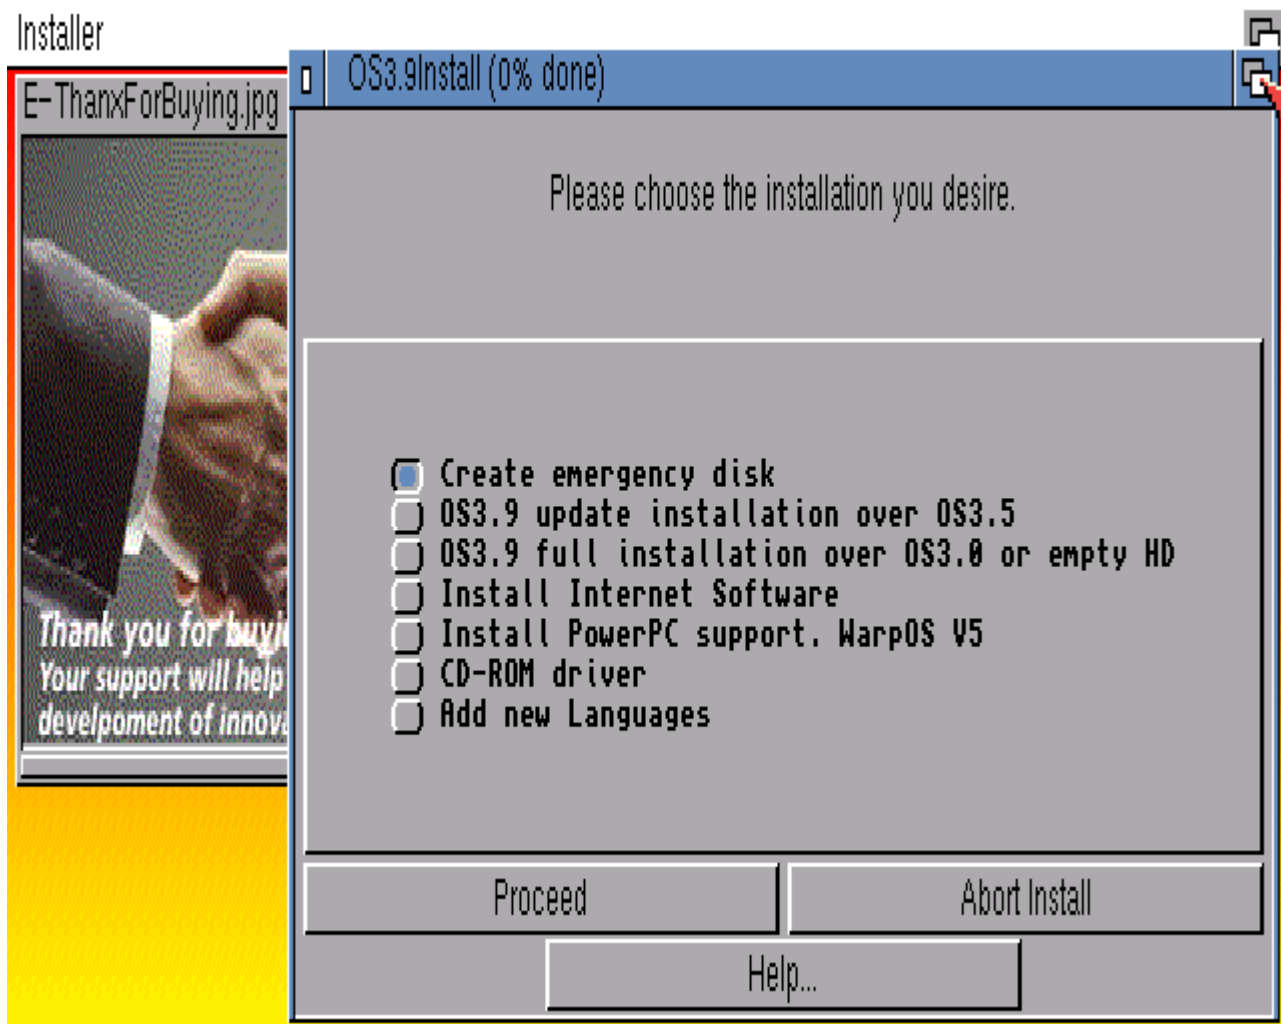 Installer
E-ThanxForBuying.jpg
Thank you for
Your support will help
develpoment of
OS3.9Install (0% done)
Please choose the installation you desire.
Create emergency disk
OS3.9 update installation over OS3.5
OS3.9 full installation over OS3.0 or empty HD
Install Internet Software
Install PowerPC support. WarpOS V5
CD-ROM driver
Add new Languages
Proceed
Abort Install
Help...